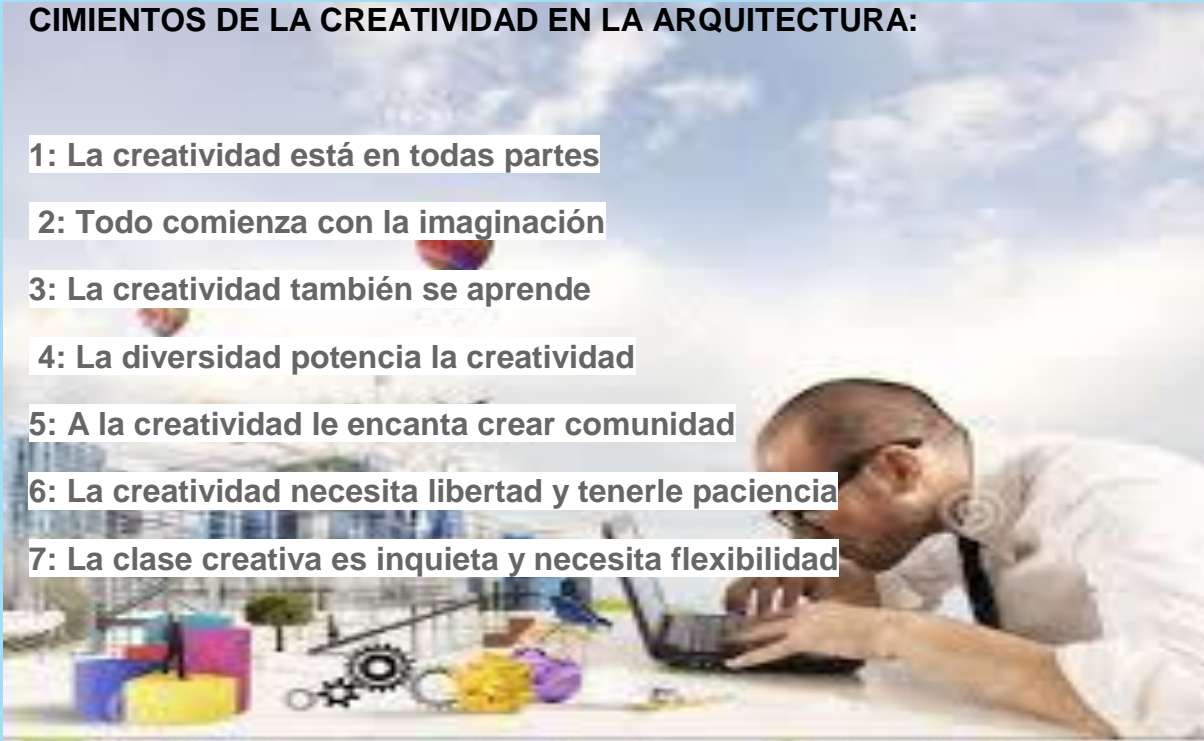 CIMIENTOS DE LA CREATIVIDAD EN LA ARQUITECTURA:
1: La creatividad está en todas partes
2: Todo comienza con la imaginación
3: La creatividad también se aprende
4: La diversidad potencia la creatividad
5: A la creatividad le encanta crear comunidad
6: La creatividad necesita libertad y tenerle paciencia
7: La clase creativa es inquieta y necesita flexibilidad